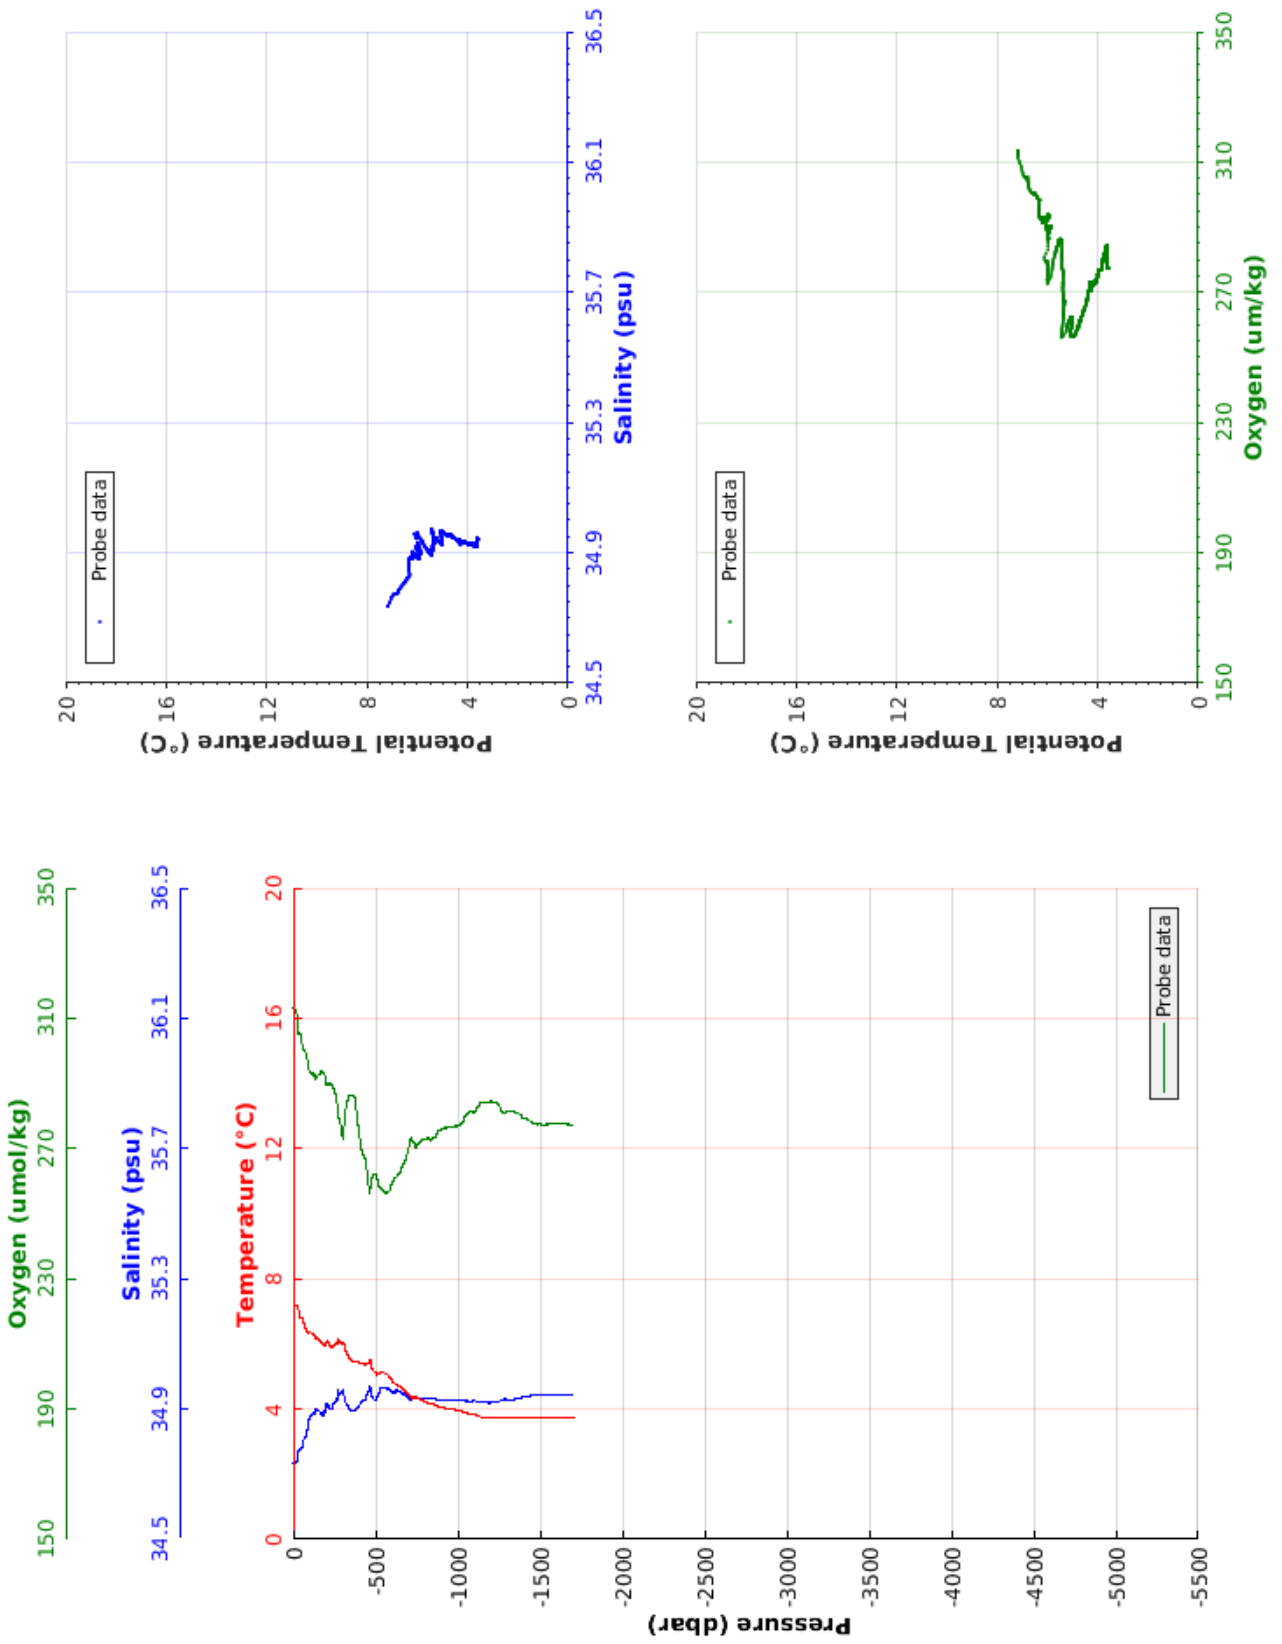 Oxygen (umol/kg)
150 190 230 270 310 350
Salinity (psu)
34.5 34.9 35.3 35.7 36.1 36.5
Temperature (°C)
0 4 8 12 16 20
Pressure (dbar)
0
-500
-1000
-1500
-2000
-2500
-3000
-3500
-4000
-4500
-5000
-5500
Probe data
Potential Temperature (°C)
20
16
12
8
4
0
Probe data
34.5 34.9 35.3 35.7 36.1 36.5
Salinity (psu)
Potential Temperature (°C)
20
16
12
8
4
0
Probe data
150 190 230 270 310 350
Oxygen (um/kg)